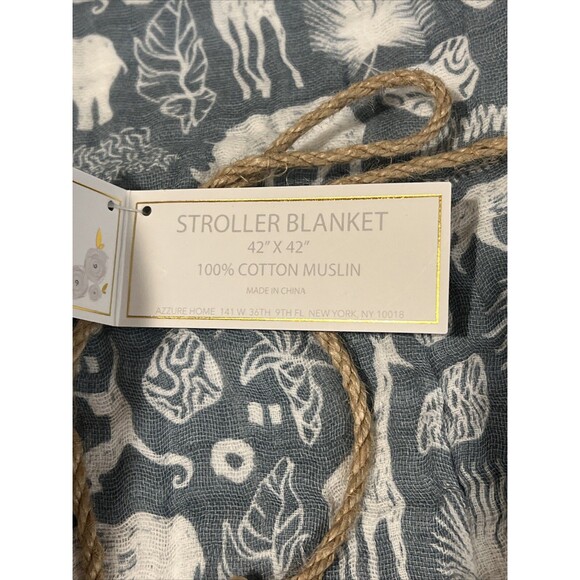 STROLLER BLANKET
42" X 42"
100% COTTON MUSLIN
MADE IN CHINA
AZZURE HOME 141 W. 36TH, 9TH FL. NEW YORK, NY 10018